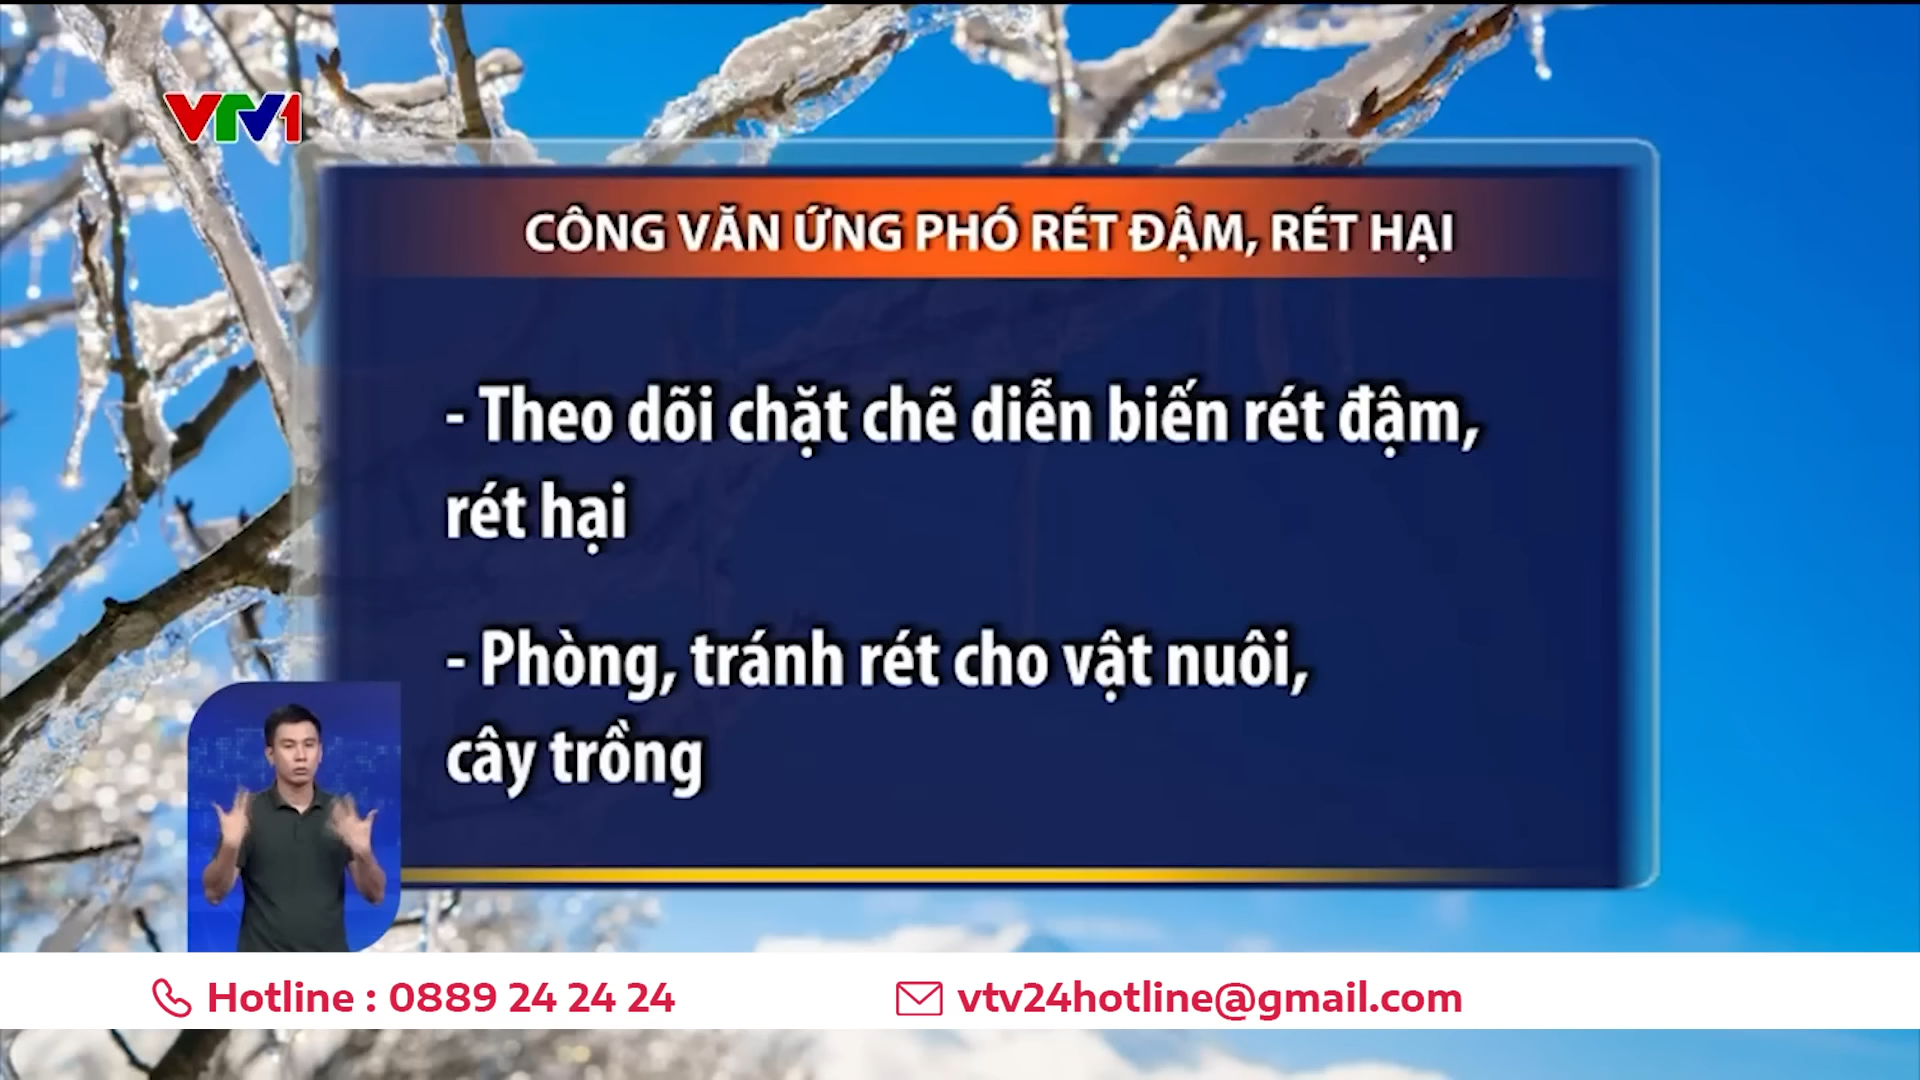 VTV1
CÔNG VĂN ỨNG PHÓ RÉT ĐẬM, RÉT HẠI
- Theo dõi chặt chẽ diễn biến rét đậm,
rét hại
- Phòng, tránh rét cho vật nuôi,
cây trồng
Hotline : 0889 24 24 24
vtv24hotline@gmail.com